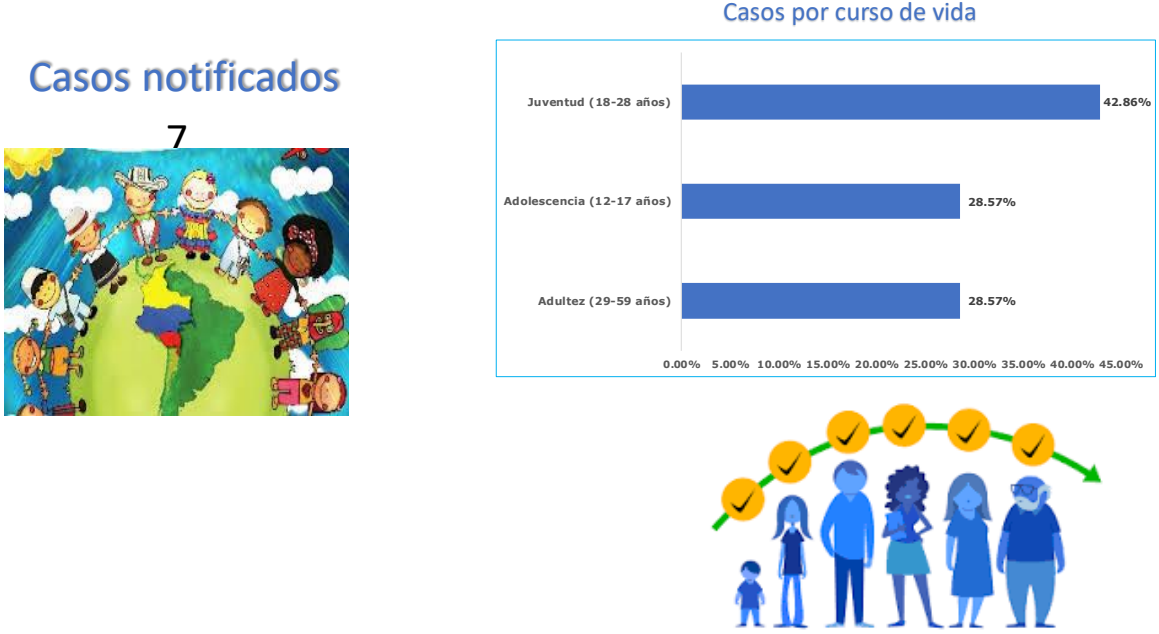 Casos notificados
7
Casos por curso de vida
Juventud (18-28 años)
42.86%
Adolescencia (12-17 años)
28.57%
Adultez (29-59 años)
28.57%
0.00% 5.00% 10.00% 15.00% 20.00% 25.00% 30.00% 35.00% 40.00% 45.00%